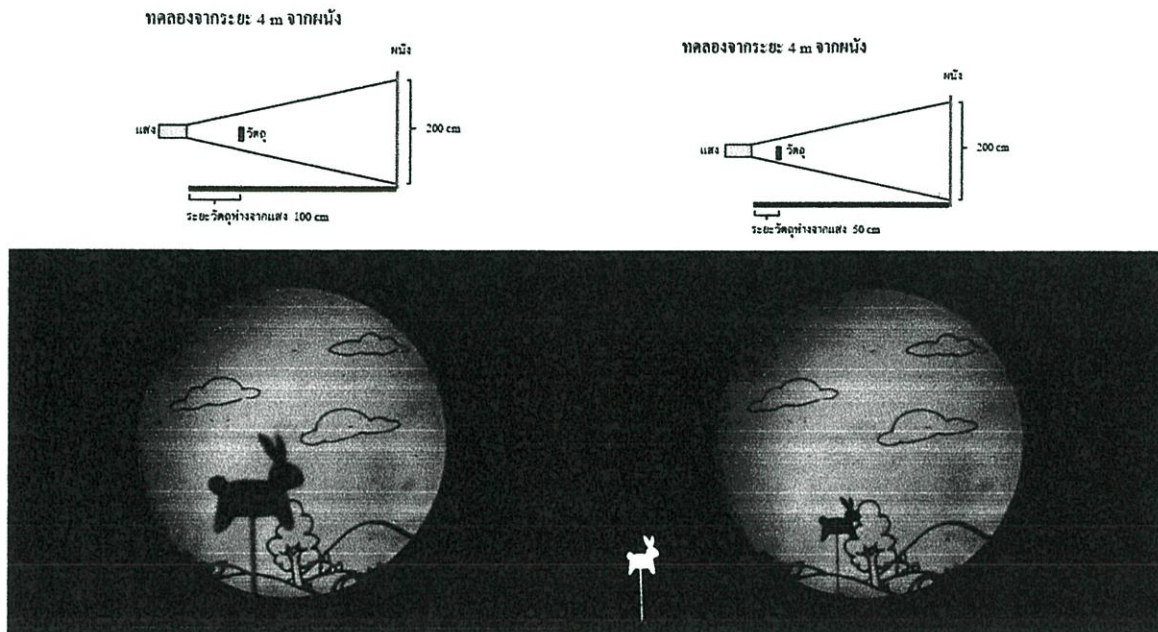 ทดลองจากระยะ 4 m จากผนัง
ผนัง
แสง
วัตถุ
200 cm
ระยะวัตถุห่างจากแสง 100 cm
ทดลองจากระยะ 4 m จากผนัง
ผนัง
แสง
วัตถุ
200 cm
ระยะวัตถุห่างจากแสง 50 cm